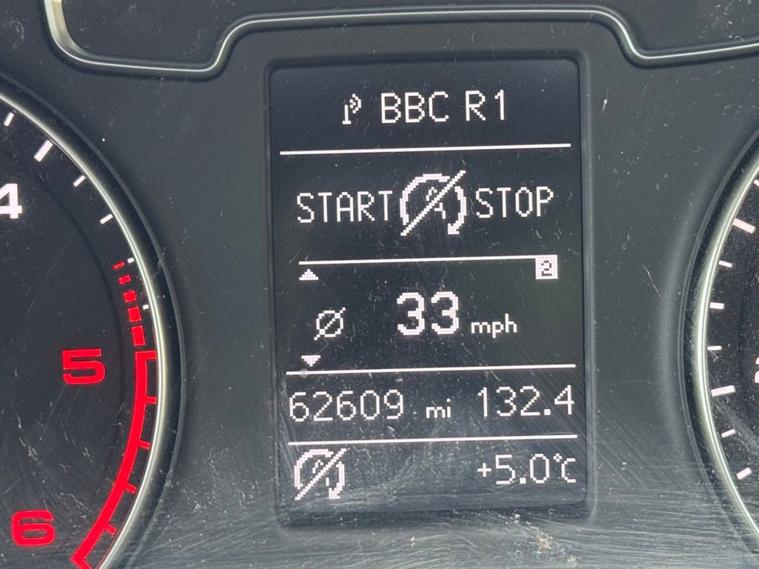 BBC R1
START STOP
2
4
Ø 33 mph
5
62609 mi 132.4
+5.0°C
6